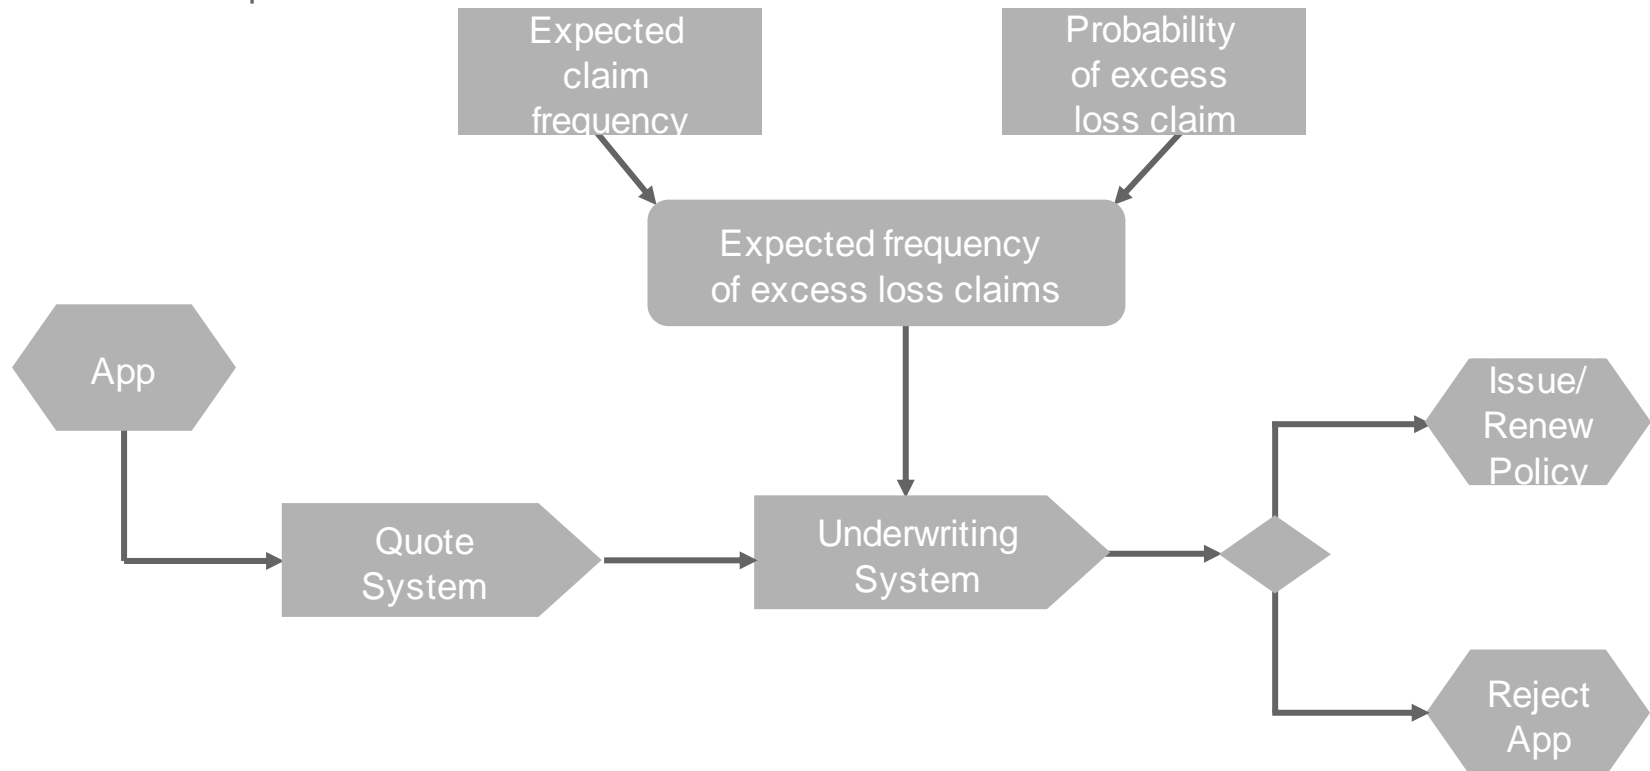 Expected
claim
frequency
Probability
of excess
loss claim
Expected frequency
of excess loss claims
App
Issue/
Renew
Policy
Quote
System
Underwriting
System
Reject
App